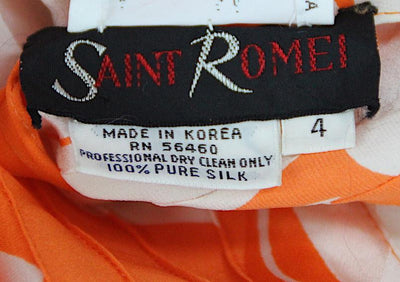 A
SAINT ROMEI
MADE IN KOREA
RN 56460
PROFESSIONAL DRY CLEAN ONLY
100% PURE SILK
4